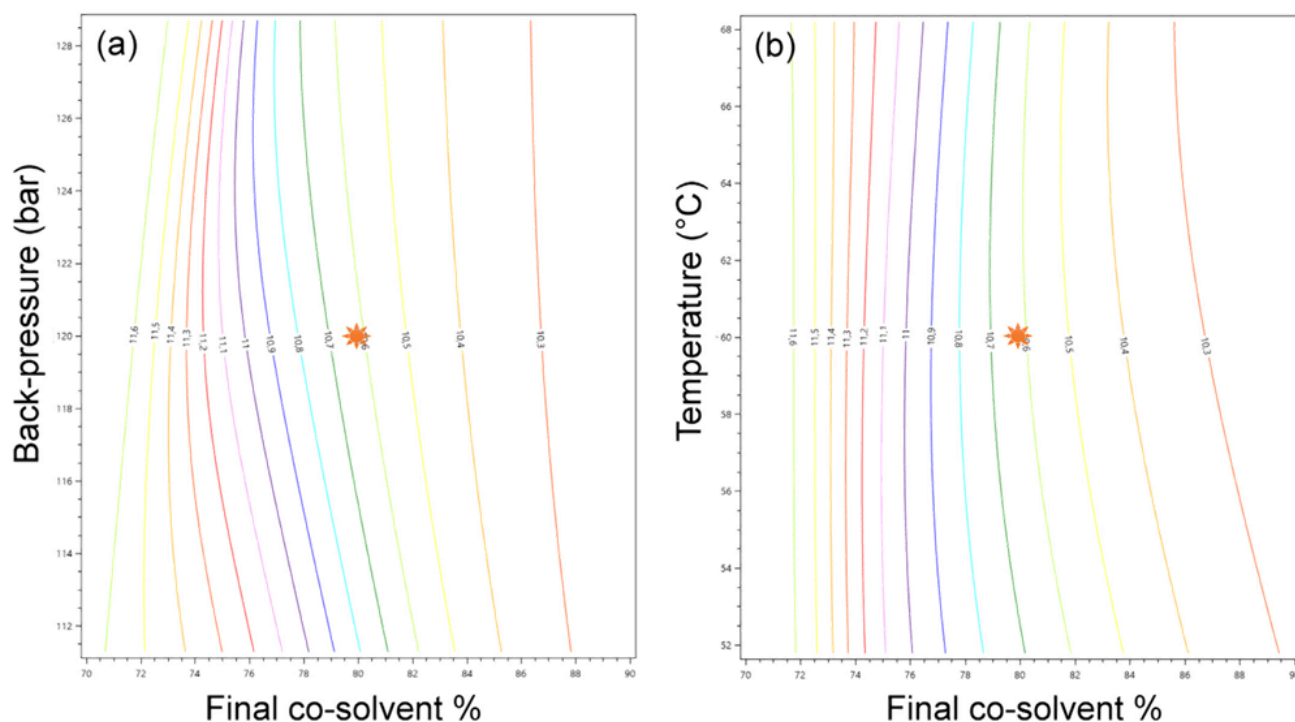 (a)
Back-pressure (bar)
128
126
124
122
120
118
116
114
112
11,6 11,5 11,4 11,3 11,2 11,1 11 10,9 10,8 10,7 10,6 10,5 10,4 10,3
70 72 74 76 78 80 82 84 86 88 90
Final co-solvent %
(b)
Temperature (°C)
68
66
64
62
60
58
56
54
52
11,6 11,5 11,4 11,3 11,2 11,1 11 10,9 10,8 10,7 10,6 10,5 10,4 10,3
70 72 74 76 78 80 82 84 86 88
Final co-solvent %